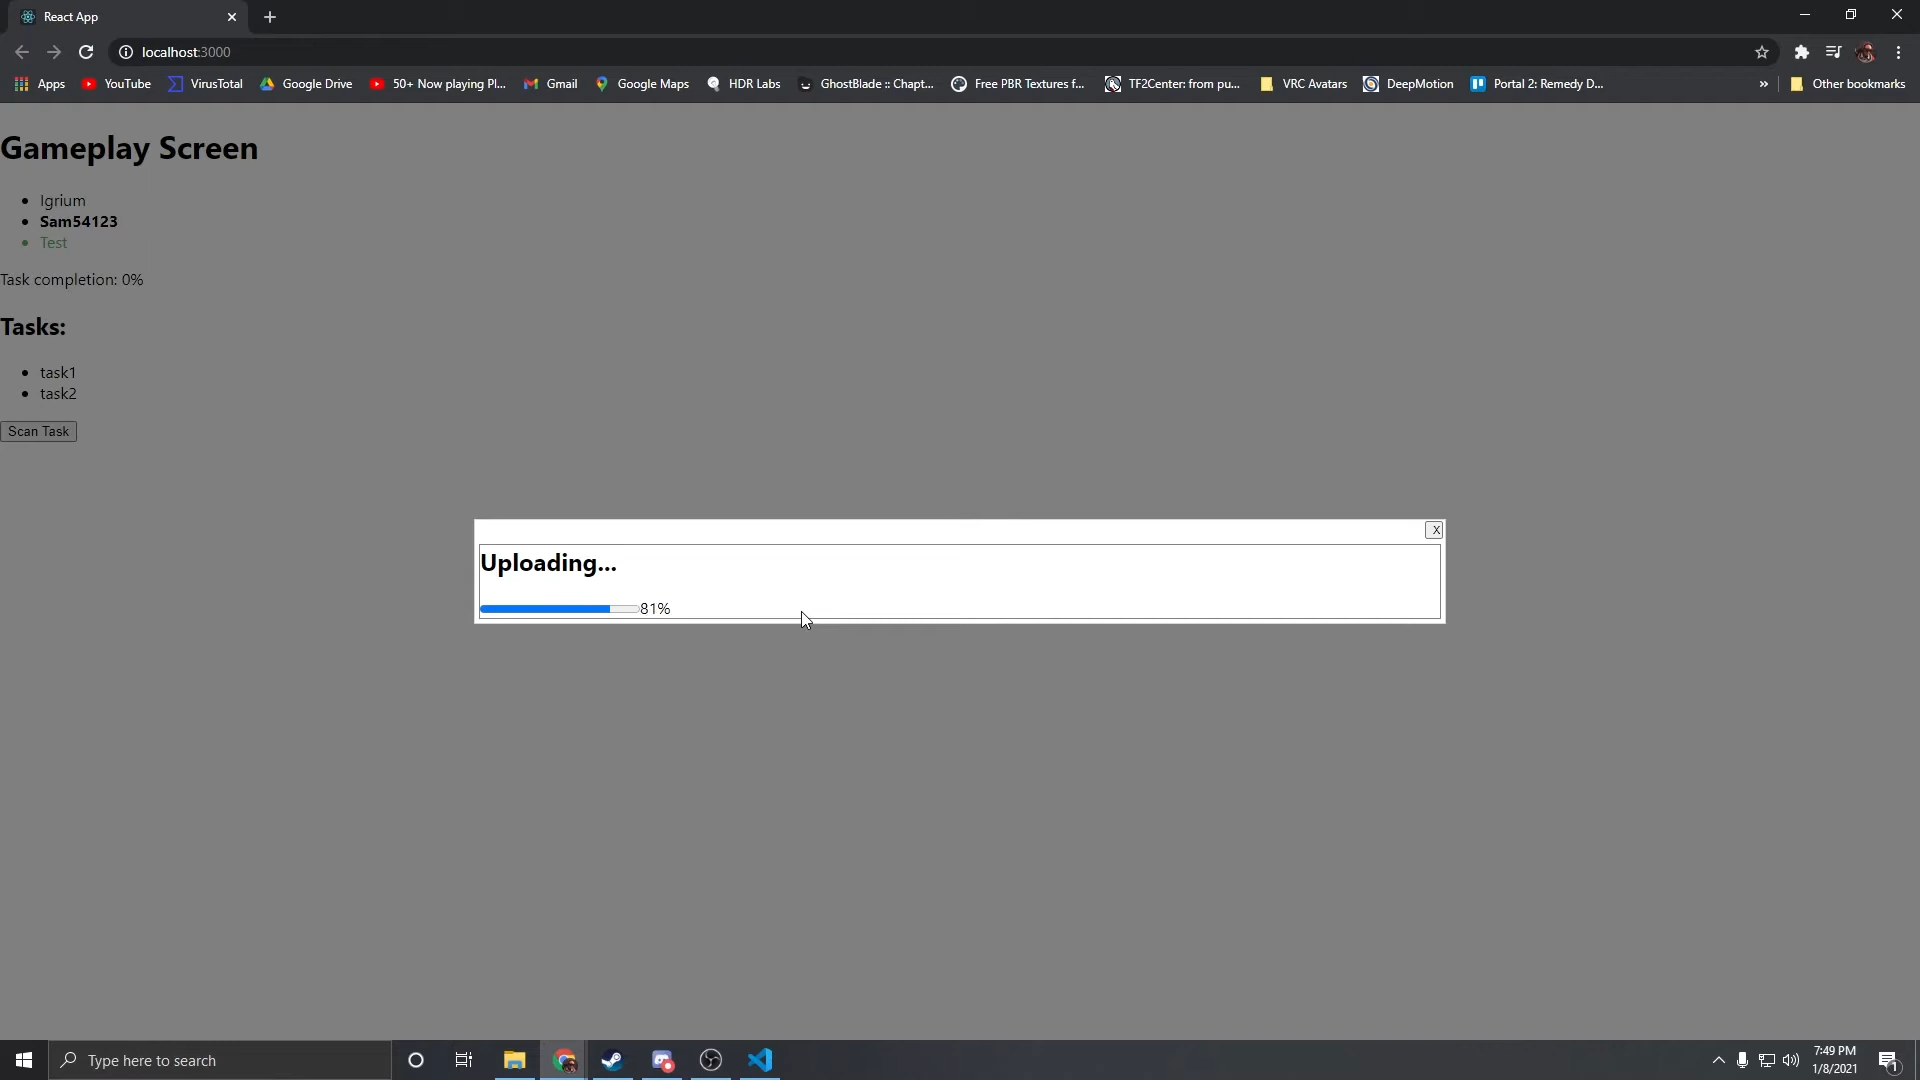 React App
localhost:3000
Apps YouTube VirusTotal Google Drive 50+ Now playing Pl... Gmail Google Maps HDR Labs GhostBlade :: Chapt... Free PBR Textures f... TF2Center: from pu... VRC Avatars DeepMotion Portal 2: Remedy D... » Other bookmarks
Gameplay Screen
Igrium
Sam54123
Test
Task completion: 0%
Tasks:
task1
task2
Scan Task
X
Uploading...
81%
Type here to search
7:49 PM
1/8/2021
1